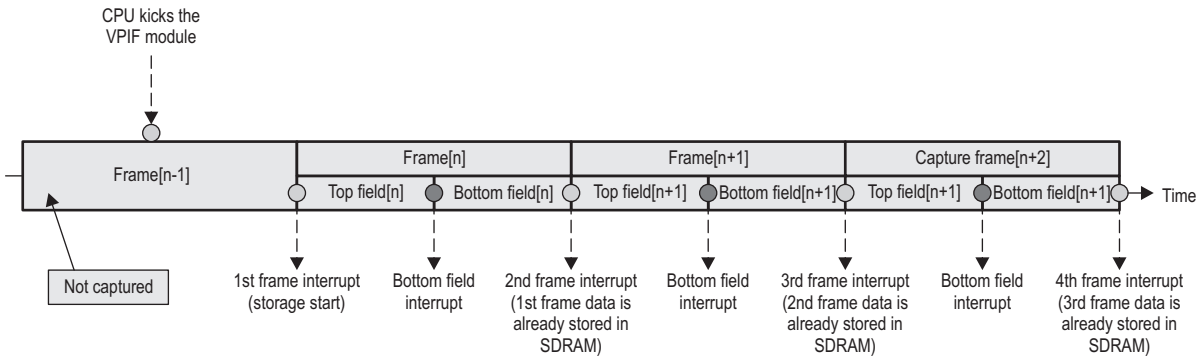 CPU kicks the
VPIF module
Frame[n-1]
Frame[n]
Frame[n+1]
Capture frame[n+2]
Top field[n]
Bottom field[n]
Top field[n+1]
Bottom field[n+1]
Top field[n+1]
Bottom field[n+1]
Time
Not captured
1st frame interrupt
(storage start)
Bottom field
interrupt
2nd frame interrupt
(1st frame data is
already stored in
SDRAM)
Bottom field
interrupt
3rd frame interrupt
(2nd frame data is
already stored in
SDRAM)
Bottom field
interrupt
4th frame interrupt
(3rd frame data is
already stored in
SDRAM)